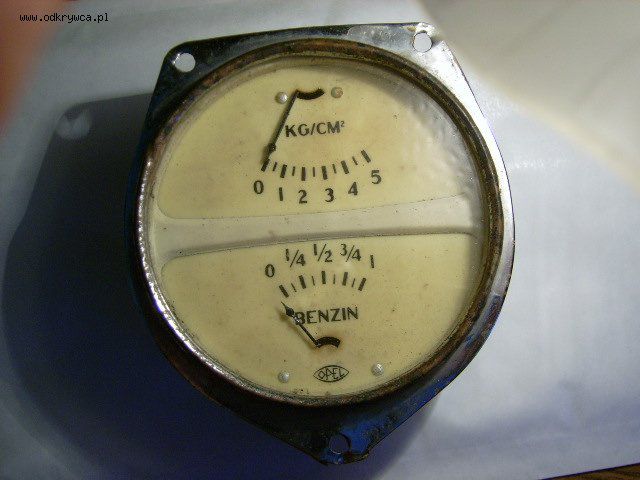 www.odkrywca.pl
KG/CM²
0 1 2 3 4 5
0 1/4 1/2 3/4 1
BENZIN
OPEL